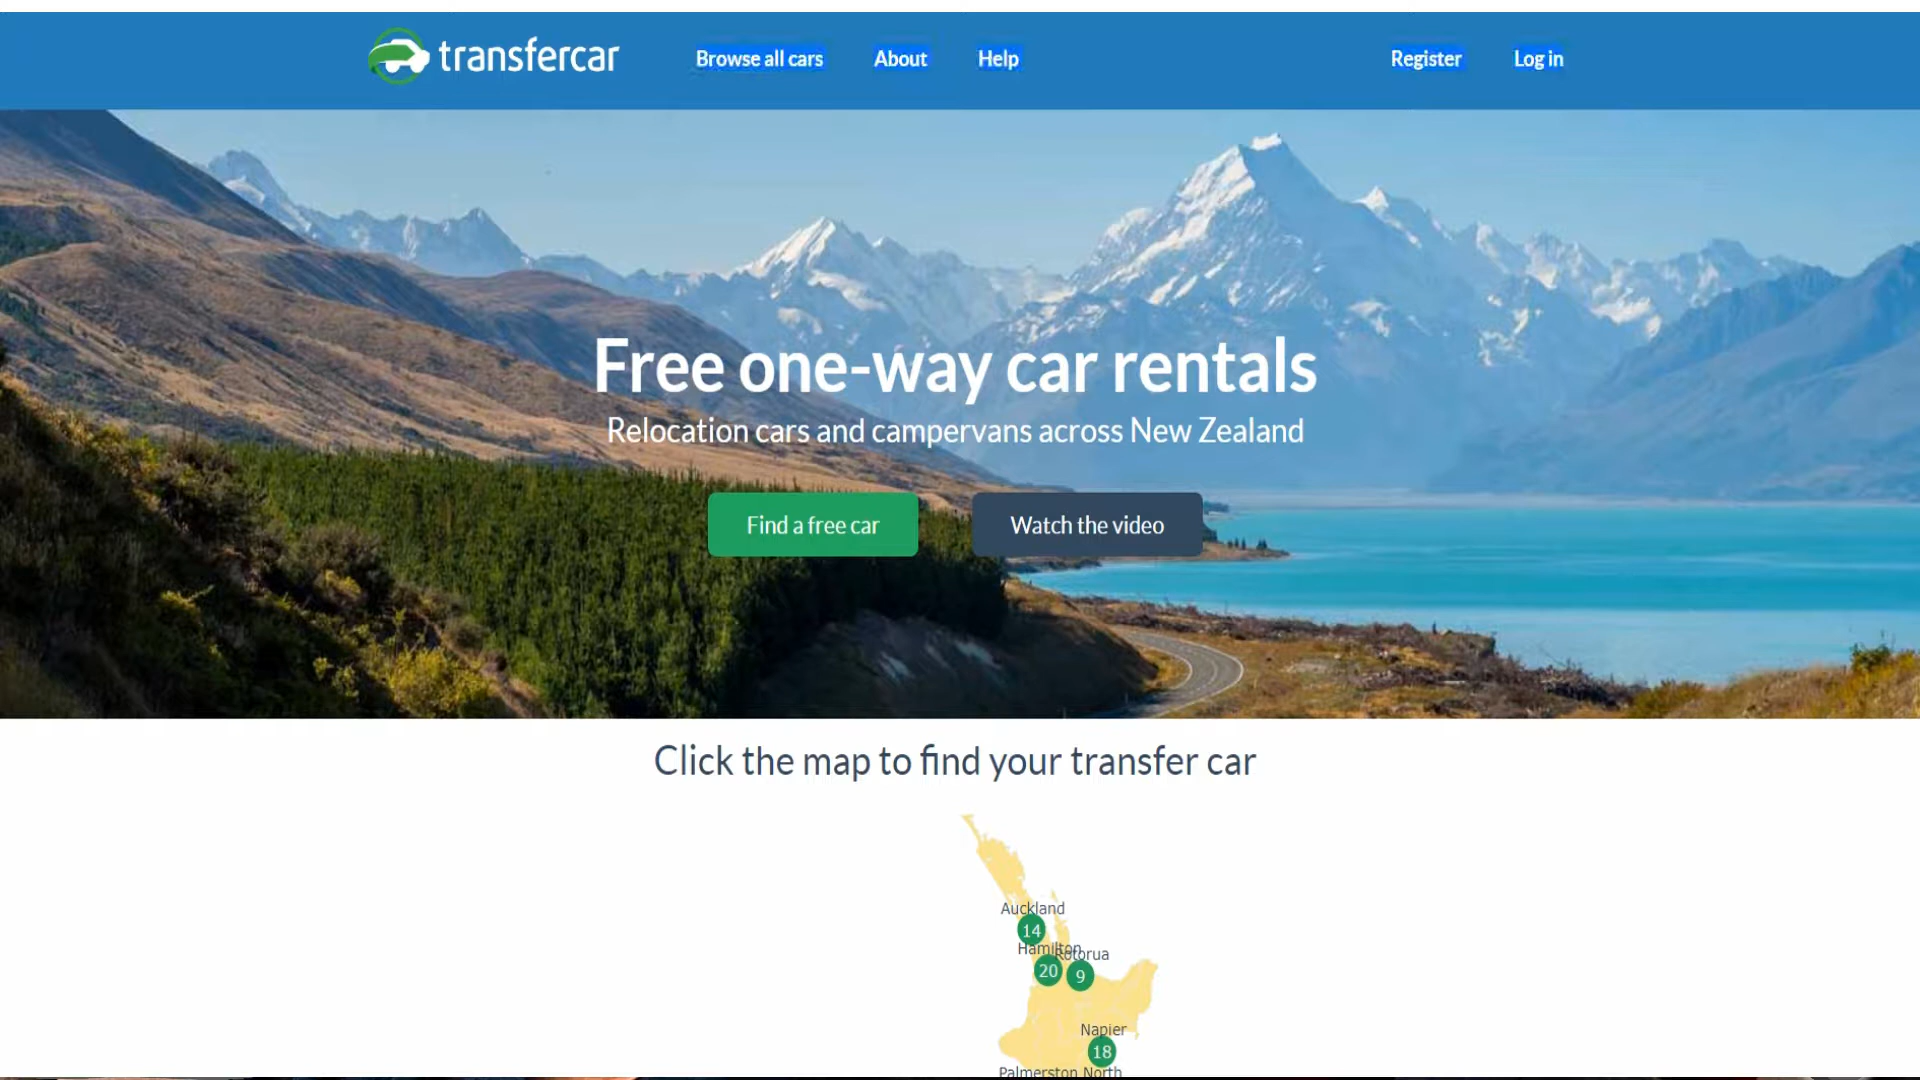 transfercar Browse all cars About Help Register Log in
Free one-way car rentals
Relocation cars and campervans across New Zealand
Find a free car Watch the video
Click the map to find your transfer car
Auckland
14
Hamilton Rotorua
20 9
Napier
18
Palmerston North